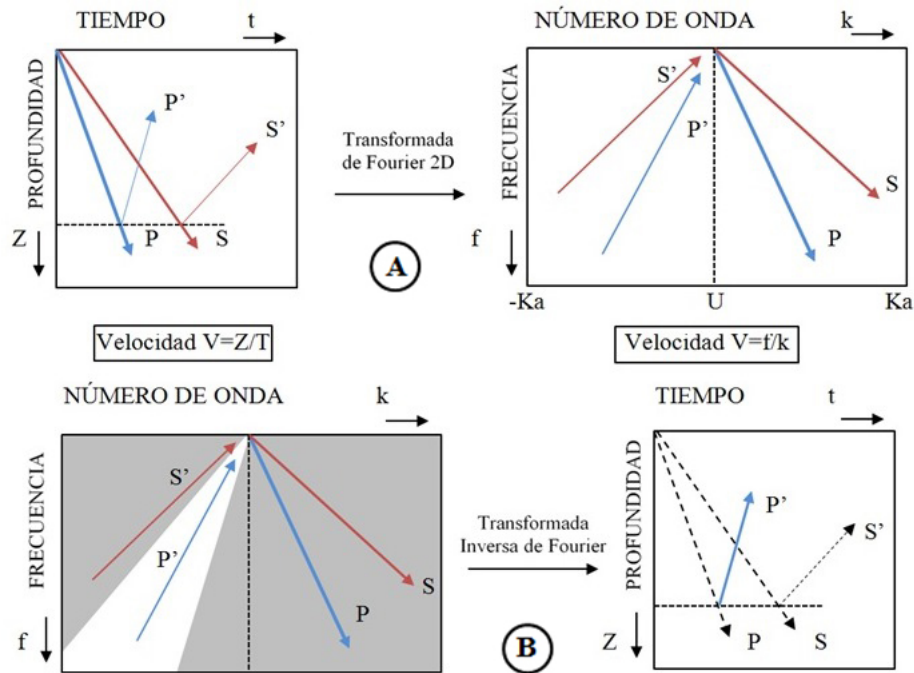 TIEMPO t
PROFUNDIDAD
Z
P'
S'
P
S
Transformada
de Fourier 2D
A
NÚMERO DE ONDA k
FRECUENCIA
f
S'
P'
S
P
-Ka U Ka
Velocidad V=Z/T
Velocidad V=f/k
NÚMERO DE ONDA k
FRECUENCIA
f
S'
P'
S
P
Transformada
Inversa de Fourier
B
TIEMPO t
PROFUNDIDAD
Z
P'
S'
P
S